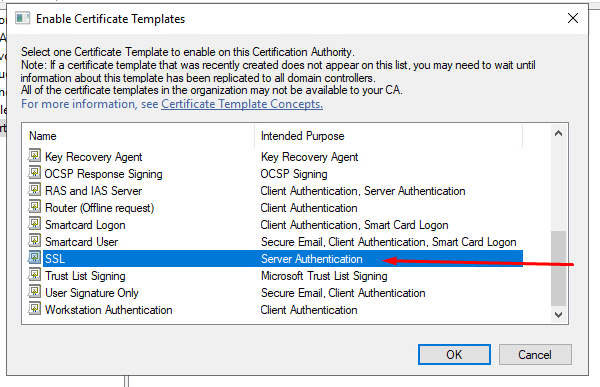 Enable Certificate Templates
Select one Certificate Template to enable on this Certification Authority.
Note: If a certificate template that was recently created does not appear on this list, you may need to wait until
information about this template has been replicated to all domain controllers.
All of the certificate templates in the organization may not be available to your CA.
For more information, see Certificate Template Concepts.
Name Intended Purpose
Key Recovery Agent Key Recovery Agent
OCSP Response Signing OCSP Signing
RAS and IAS Server Client Authentication, Server Authentication
Router (Offline request) Client Authentication
Smartcard Logon Client Authentication, Smart Card Logon
Smartcard User Secure Email, Client Authentication, Smart Card Logon
SSL Server Authentication
Trust List Signing Microsoft Trust List Signing
User Signature Only Secure Email, Client Authentication
Workstation Authentication Client Authentication
OK Cancel